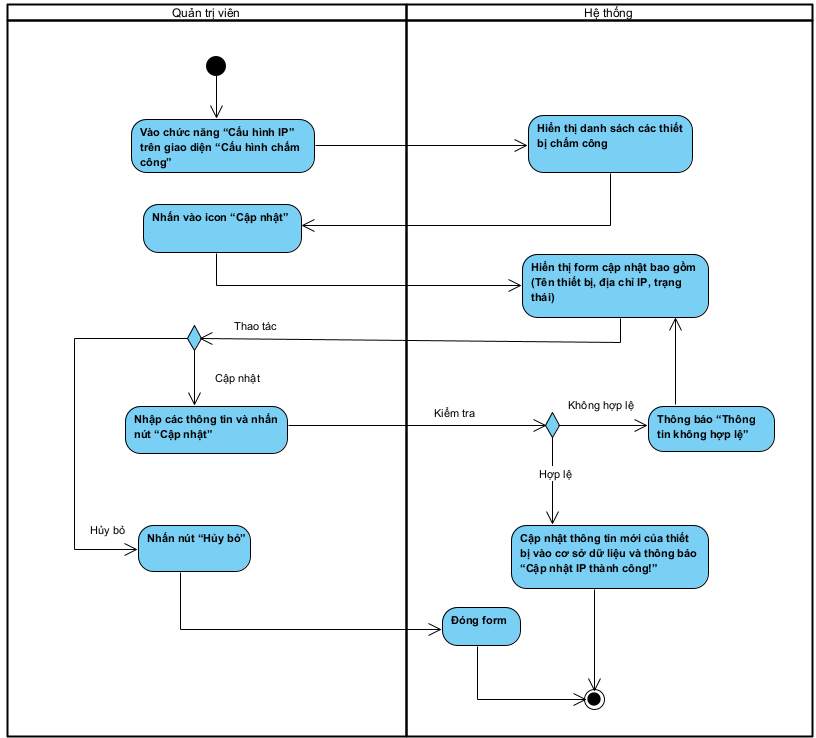 Quản trị viên
Hệ thống
Vào chức năng “Cấu hình IP”
trên giao diện “Cấu hình chấm
công”
Hiển thị danh sách các thiết
bị chấm công
Nhấn vào icon “Cập nhật”
Hiển thị form cập nhật bao gồm
(Tên thiết bị, địa chỉ IP, trạng
thái)
Thao tác
Cập nhật
Nhập các thông tin và nhấn
nút “Cập nhật”
Kiểm tra
Không hợp lệ
Thông báo “Thông
tin không hợp lệ”
Hợp lệ
Hủy bỏ
Nhấn nút “Hủy bỏ”
Cập nhật thông tin mới của thiết
bị vào cơ sở dữ liệu và thông báo
“Cập nhật IP thành công!”
Đóng form